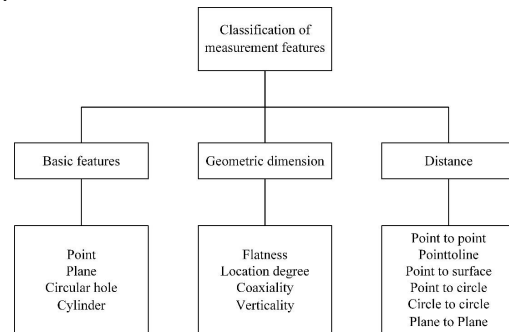 Classification of
measurement features
Basic features
Geometric dimension
Distance
Point
Plane
Circular hole
Cylinder
Flatness
Location degree
Coaxiality
Verticality
Point to point
Pointtoline
Point to surface
Point to circle
Circle to circle
Plane to Plane